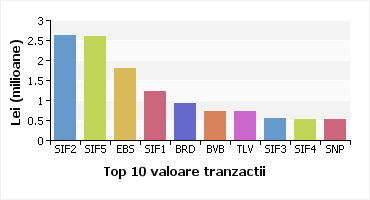 Lei (milioane)
3
2.5
2
1.5
1
0.5
0
SIF2 SIF5 EBS SIF1 BRD BVB TLV SIF3 SIF4 SNP
Top 10 valoare tranzactii